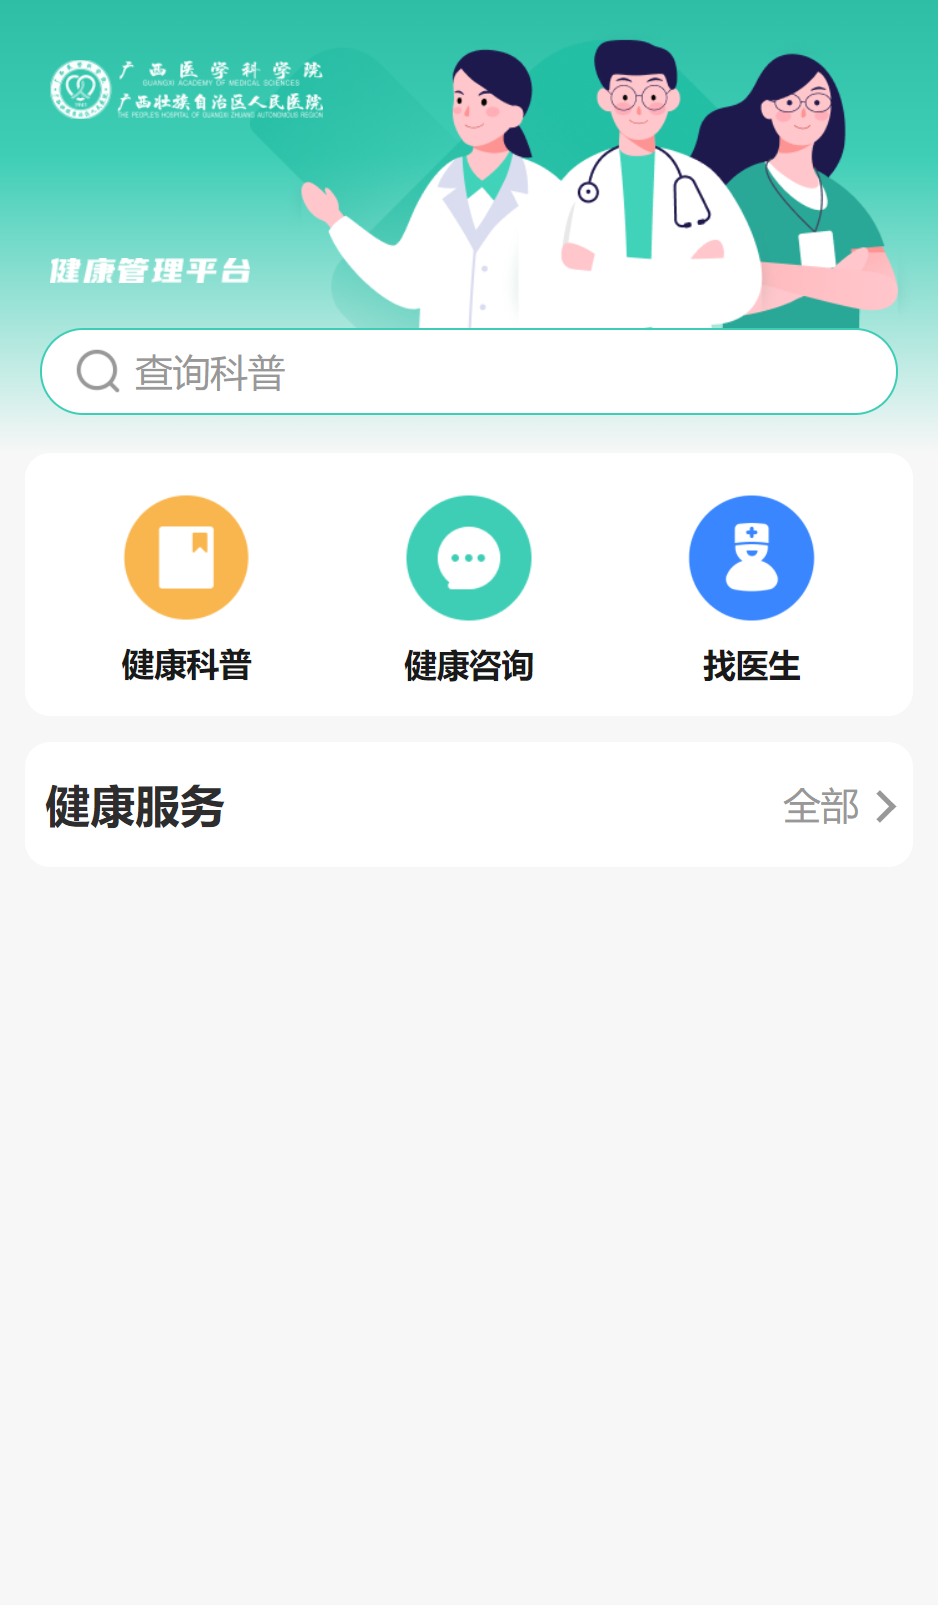 广西医学科学院
GUANGXI ACADEMY OF MEDICAL SCIENCES
广西壮族自治区人民医院
THE PEOPLE'S HOSPITAL OF GUANGXI ZHUANG AUTONOMOUS REGION
健康管理平台
查询科普
健康科普
健康咨询
找医生
健康服务
全部